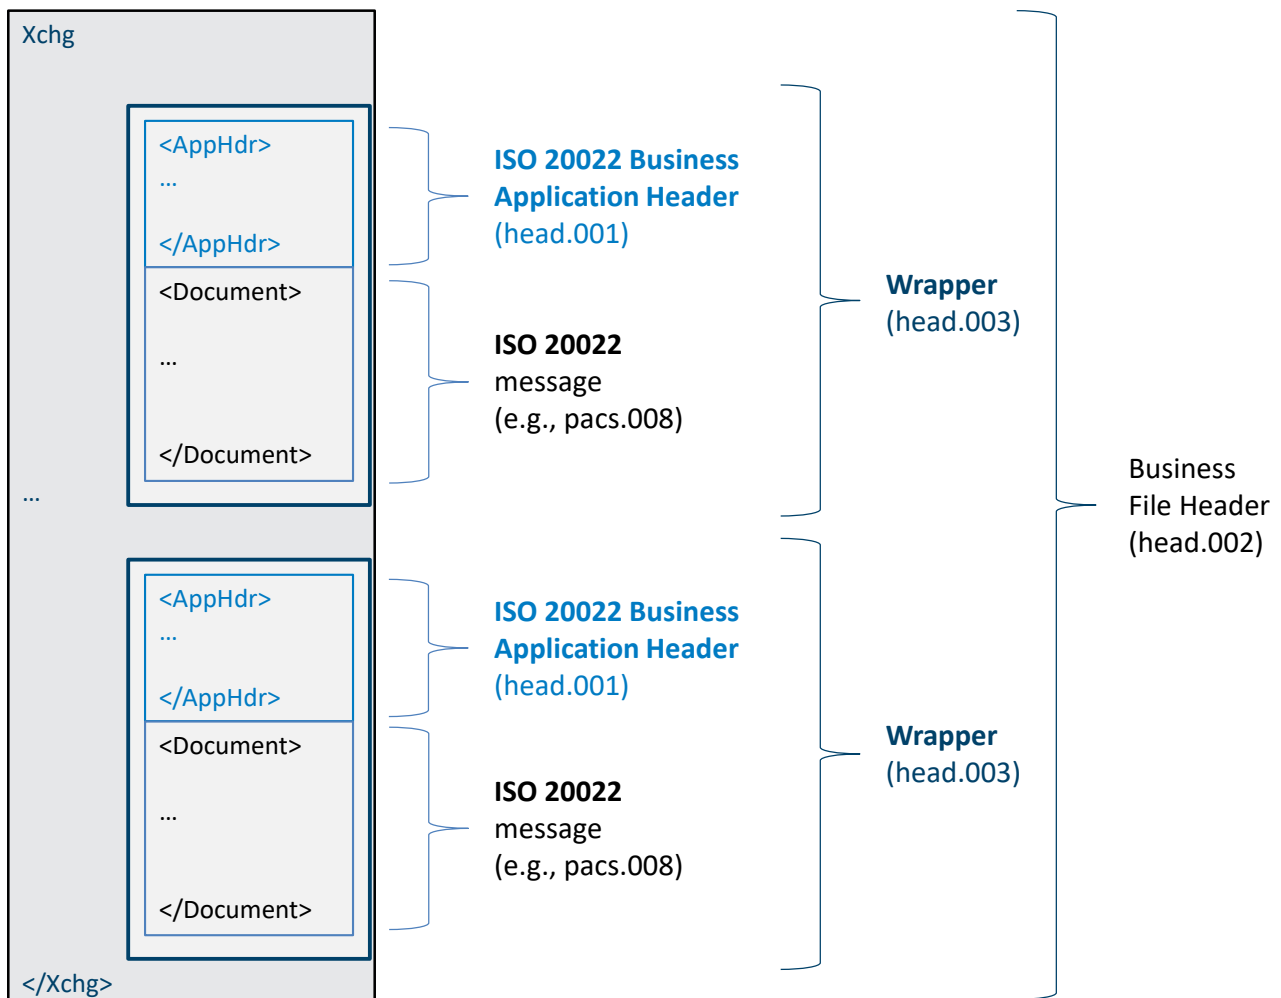 Xchg
<AppHdr>
...
</AppHdr>
<Document>
...
</Document>
ISO 20022 Business
Application Header
(head.001)
ISO 20022
message
(e.g., pacs.008)
Wrapper
(head.003)
...
Business
File Header
(head.002)
<AppHdr>
...
</AppHdr>
<Document>
...
</Document>
ISO 20022 Business
Application Header
(head.001)
ISO 20022
message
(e.g., pacs.008)
Wrapper
(head.003)
</Xchg>